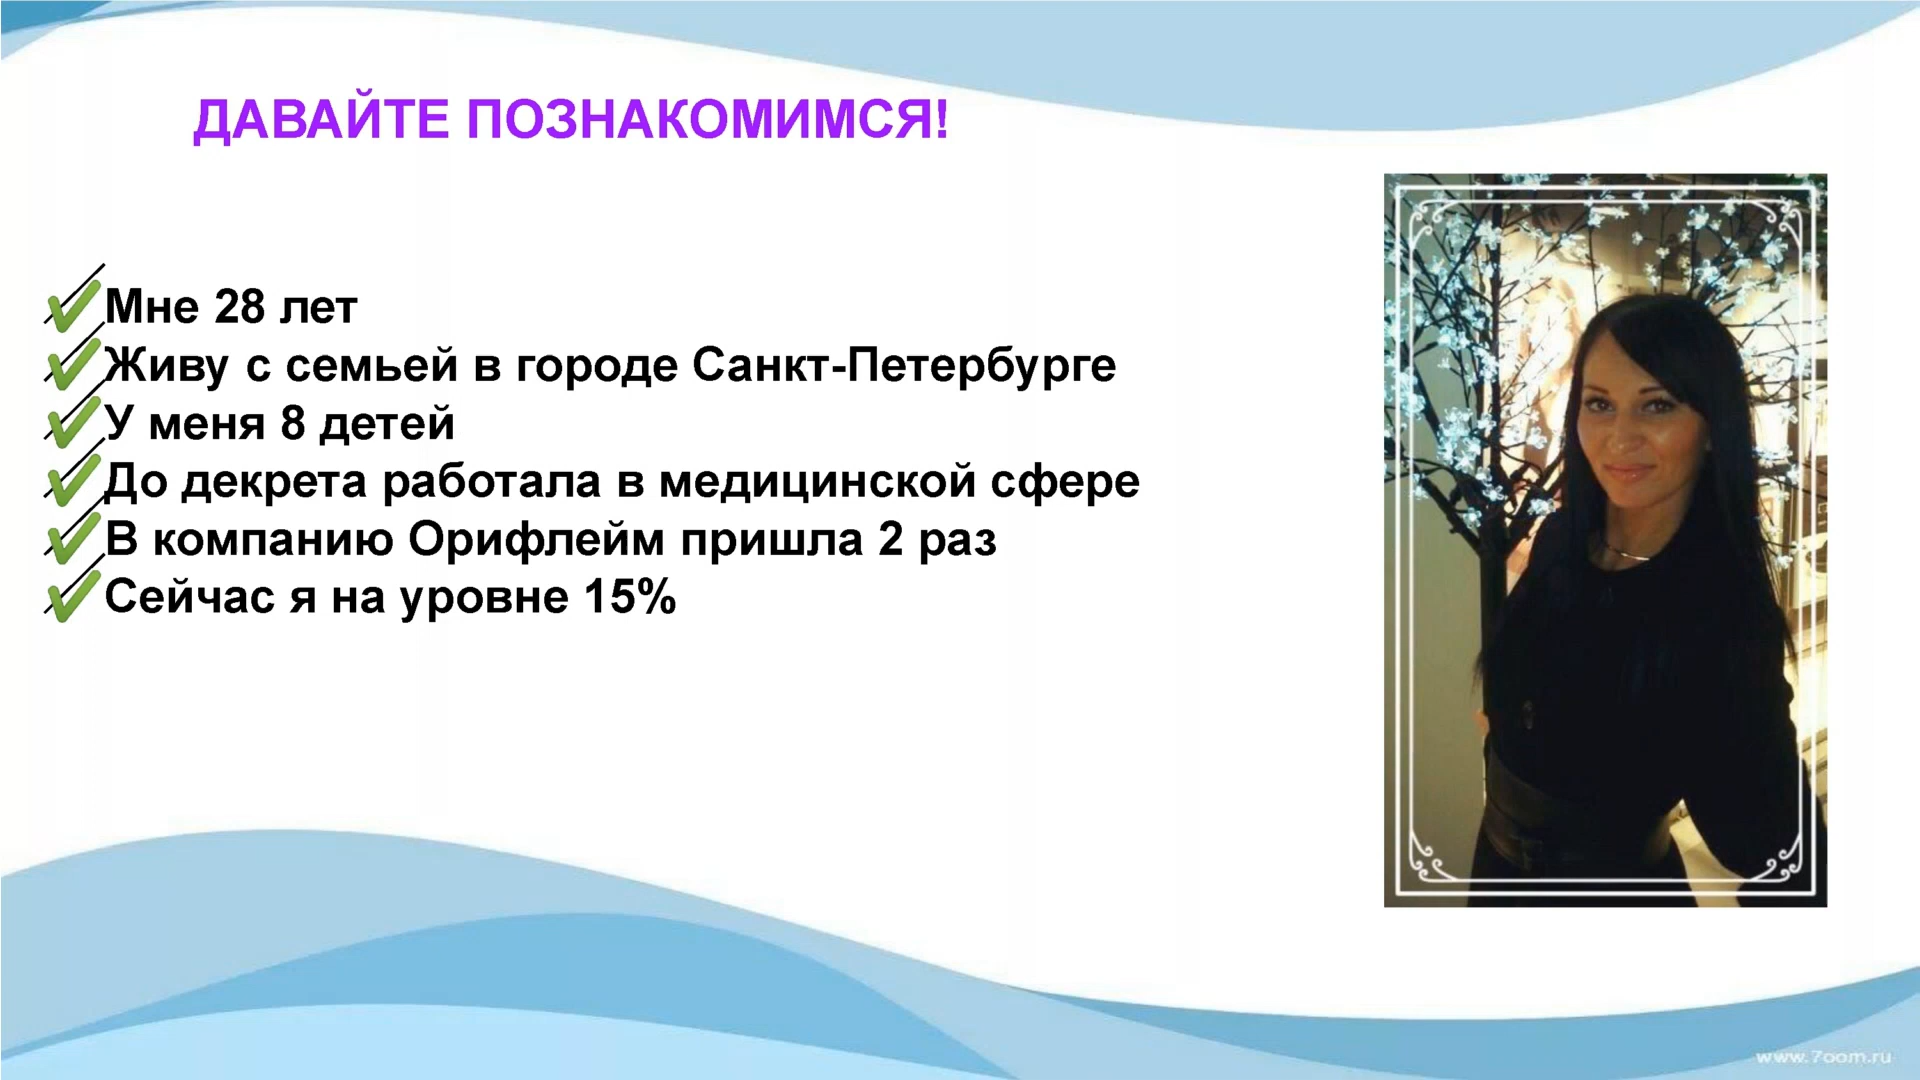 ДАВАЙТЕ ПОЗНАКОМИМСЯ!
Мне 28 лет
Живу с семьей в городе Санкт-Петербурге
У меня 8 детей
До декрета работала в медицинской сфере
В компанию Орифлейм пришла 2 раз
Сейчас я на уровне 15%
www.7oom.ru